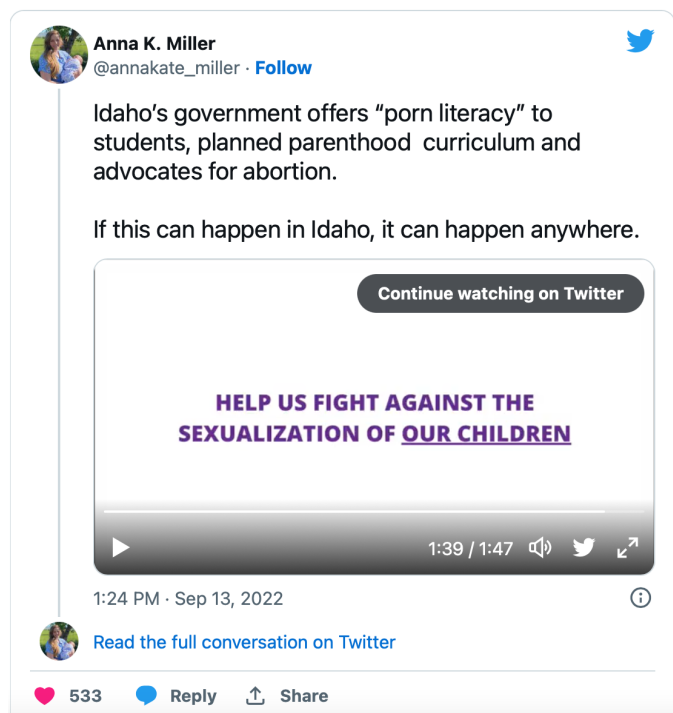 Anna K. Miller
@annakate_miller · Follow
Idaho’s government offers “porn literacy” to
students, planned parenthood  curriculum and
advocates for abortion.
If this can happen in Idaho, it can happen anywhere.
Continue watching on Twitter
HELP US FIGHT AGAINST THE
SEXUALIZATION OF OUR CHILDREN
1:39 / 1:47
1:24 PM · Sep 13, 2022
Read the full conversation on Twitter
533 Reply Share